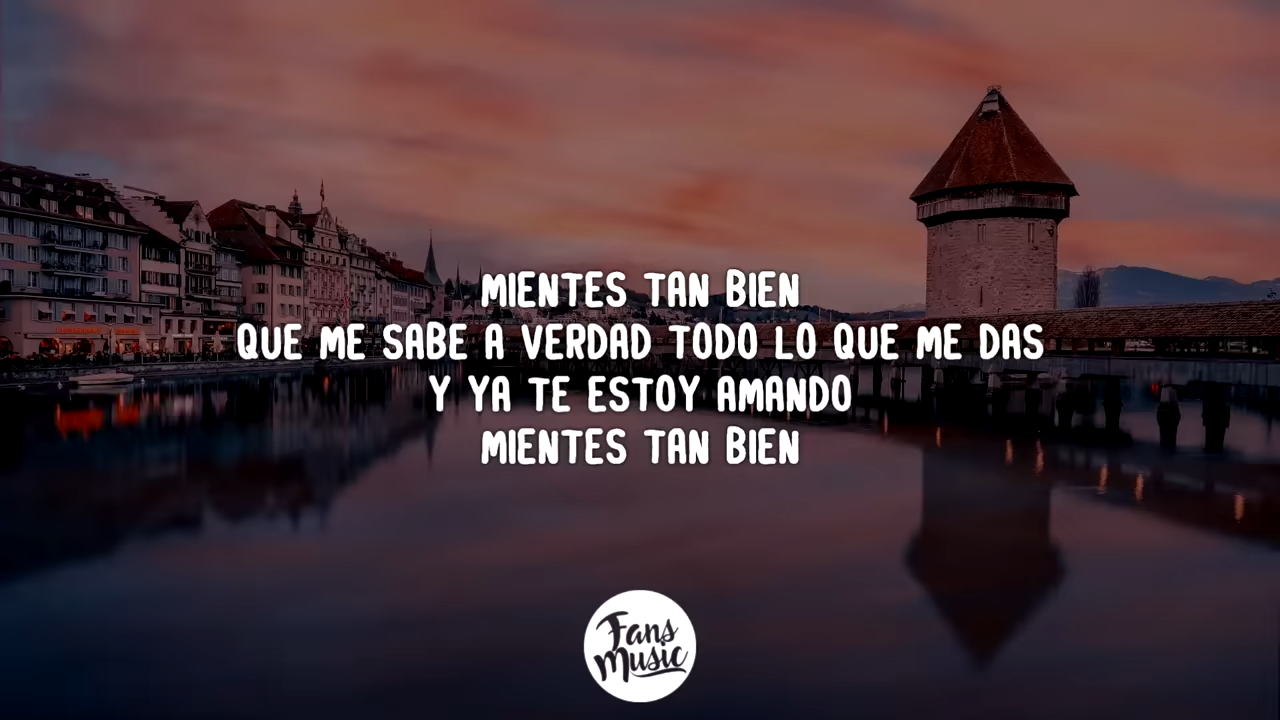 MIENTES TAN BIEN
QUE ME SABE A VERDAD TODO LO QUE ME DAS
Y YA TE ESTOY AMANDO
MIENTES TAN BIEN
Fans
Music